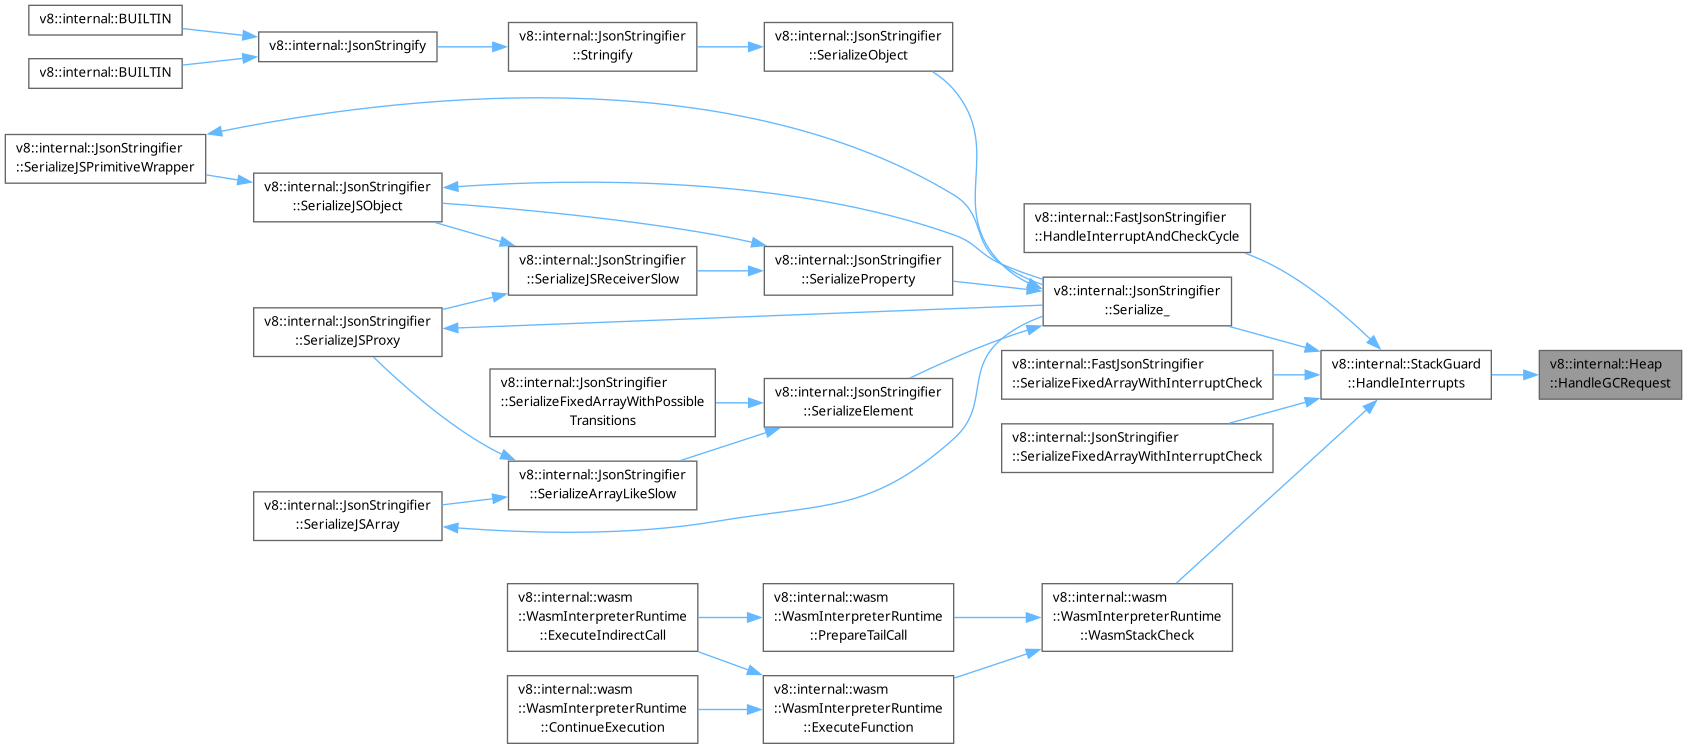 v8::internal::BUILTIN
v8::internal::BUILTIN
v8::internal::JsonStringify
v8::internal::JsonStringifier
::Stringify
v8::internal::JsonStringifier
::SerializeObject
v8::internal::JsonStringifier
::SerializeJSPrimitiveWrapper
v8::internal::JsonStringifier
::SerializeJSObject
v8::internal::JsonStringifier
::SerializeJSReceiverSlow
v8::internal::JsonStringifier
::SerializeProperty
v8::internal::FastJsonStringifier
::HandleInterruptAndCheckCycle
v8::internal::JsonStringifier
::Serialize_
v8::internal::JsonStringifier
::SerializeJSProxy
v8::internal::FastJsonStringifier
::SerializeFixedArrayWithInterruptCheck
v8::internal::StackGuard
::HandleInterrupts
v8::internal::Heap
::HandleGCRequest
v8::internal::JsonStringifier
::SerializeFixedArrayWithPossible
Transitions
v8::internal::JsonStringifier
::SerializeElement
v8::internal::JsonStringifier
::SerializeFixedArrayWithInterruptCheck
v8::internal::JsonStringifier
::SerializeArrayLikeSlow
v8::internal::JsonStringifier
::SerializeJSArray
v8::internal::wasm
::WasmInterpreterRuntime
::ExecuteIndirectCall
v8::internal::wasm
::WasmInterpreterRuntime
::PrepareTailCall
v8::internal::wasm
::WasmInterpreterRuntime
::WasmStackCheck
v8::internal::wasm
::WasmInterpreterRuntime
::ContinueExecution
v8::internal::wasm
::WasmInterpreterRuntime
::ExecuteFunction